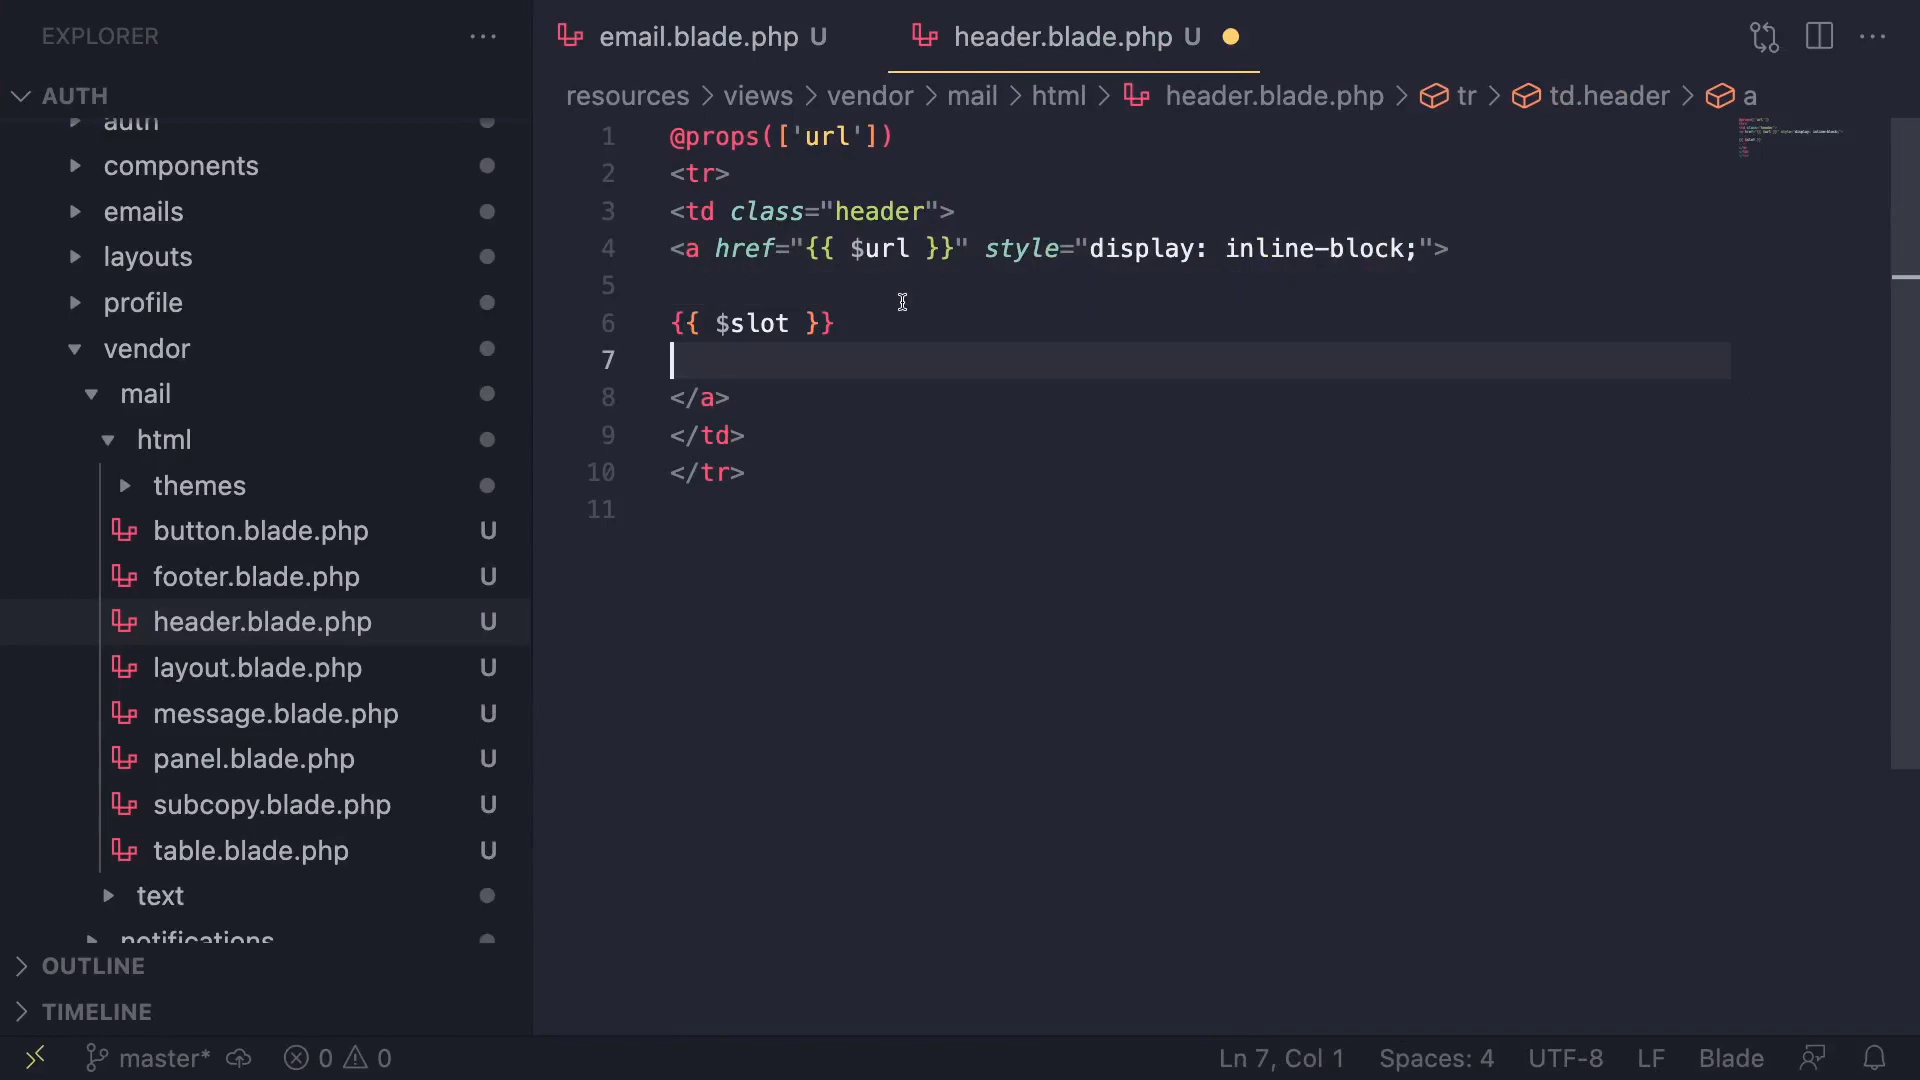 EXPLORER
AUTH
auth
components
emails
layouts
profile
vendor
mail
html
themes
button.blade.php U
footer.blade.php U
header.blade.php U
layout.blade.php U
message.blade.php U
panel.blade.php U
subcopy.blade.php U
table.blade.php U
text
notifications
OUTLINE
TIMELINE
email.blade.php U header.blade.php U
resources > views > vendor > mail > html > header.blade.php > tr > td.header > a
1 @props(['url'])
2 <tr>
3 <td class="header">
4 <a href="{{ $url }}" style="display: inline-block;">
5
6 {{ $slot }}
7
8 </a>
9 </td>
10 </tr>
11
master* 0 0 Ln 7, Col 1 Spaces: 4 UTF-8 LF Blade